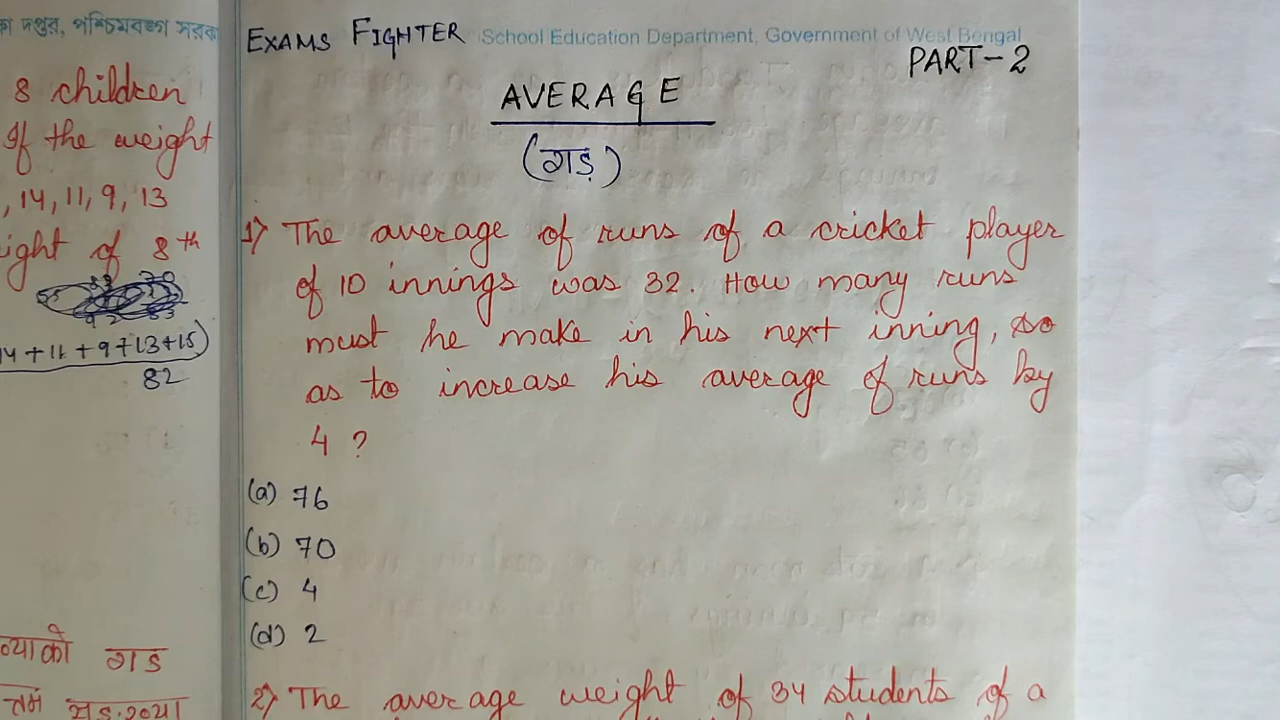 দপ্তর, পশ্চিমবঙ্গ সরকা
8 children
If the weight
, 14, 11, 9, 13
ight of 8th
14 + 11 + 9 + 13 + 15)
82
गड
EXAMS FIGHTER School Education Department, Government of West Bengal
PART-2
AVERAGE
(गड़)
1) The average of runs of a cricket player
of 10 innings was 32. How many runs
must he make in his next inning, so
as to increase his average of runs by
4 ?
(a) 76
(b) 70
(c) 4
(d) 2
2) The average weight of 34 students of a